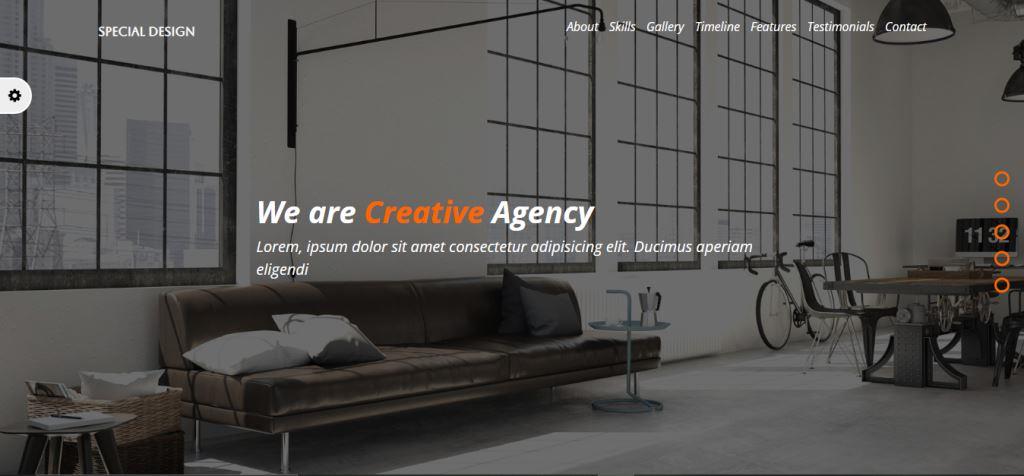 SPECIAL DESIGN
About Skills Gallery Timeline Features Testimonials Contact
We are Creative Agency
Lorem, ipsum dolor sit amet consectetur adipisicing elit. Ducimus aperiam
eligendi
11 32